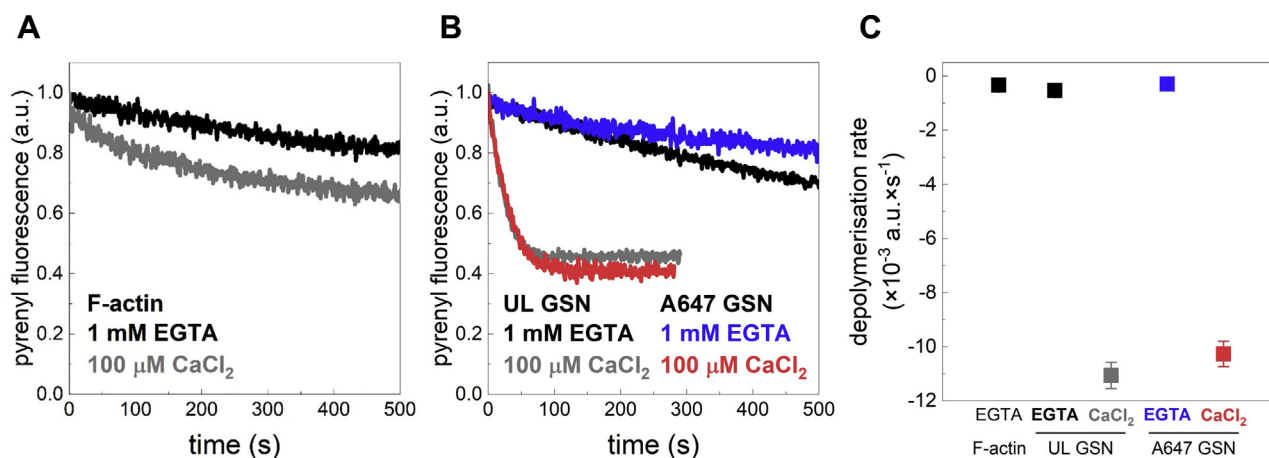 A
pyrenyl fluorescence (a.u.)
1.0
0.8
0.6
0.4
0.2
0.0
F-actin
1 mM EGTA
100 μM CaCl₂
0 100 200 300 400 500
time (s)
B
pyrenyl fluorescence (a.u.)
1.0
0.8
0.6
0.4
0.2
0.0
UL GSN A647 GSN
1 mM EGTA 1 mM EGTA
100 μM CaCl₂ 100 μM CaCl₂
0 100 200 300 400 500
time (s)
C
depolymerisation rate
(×10⁻³ a.u.×s⁻¹)
0
-2
-4
-6
-8
-10
-12
EGTA EGTA CaCl₂ EGTA CaCl₂
F-actin UL GSN A647 GSN